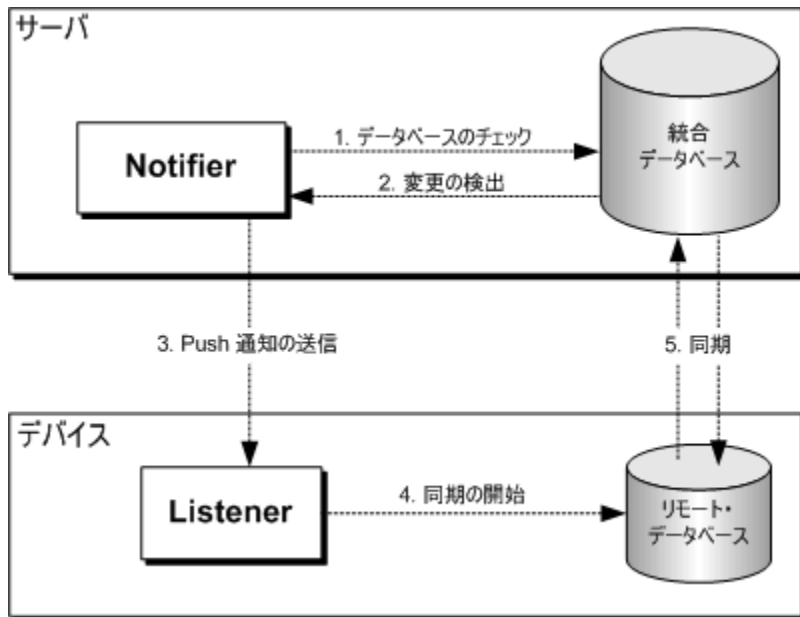 サーバ
Notifier
1. データベースのチェック
2. 変更の検出
統合
データベース
3. Push 通知の送信
5. 同期
デバイス
Listener
4. 同期の開始
リモート・
データベース